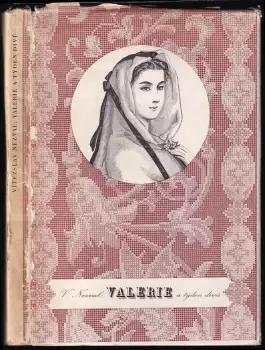 VÍTĚZSLAV NEZVAL: VALERIE A TÝDEN DIVŮ
V. Nezval VALERIE a týden divů